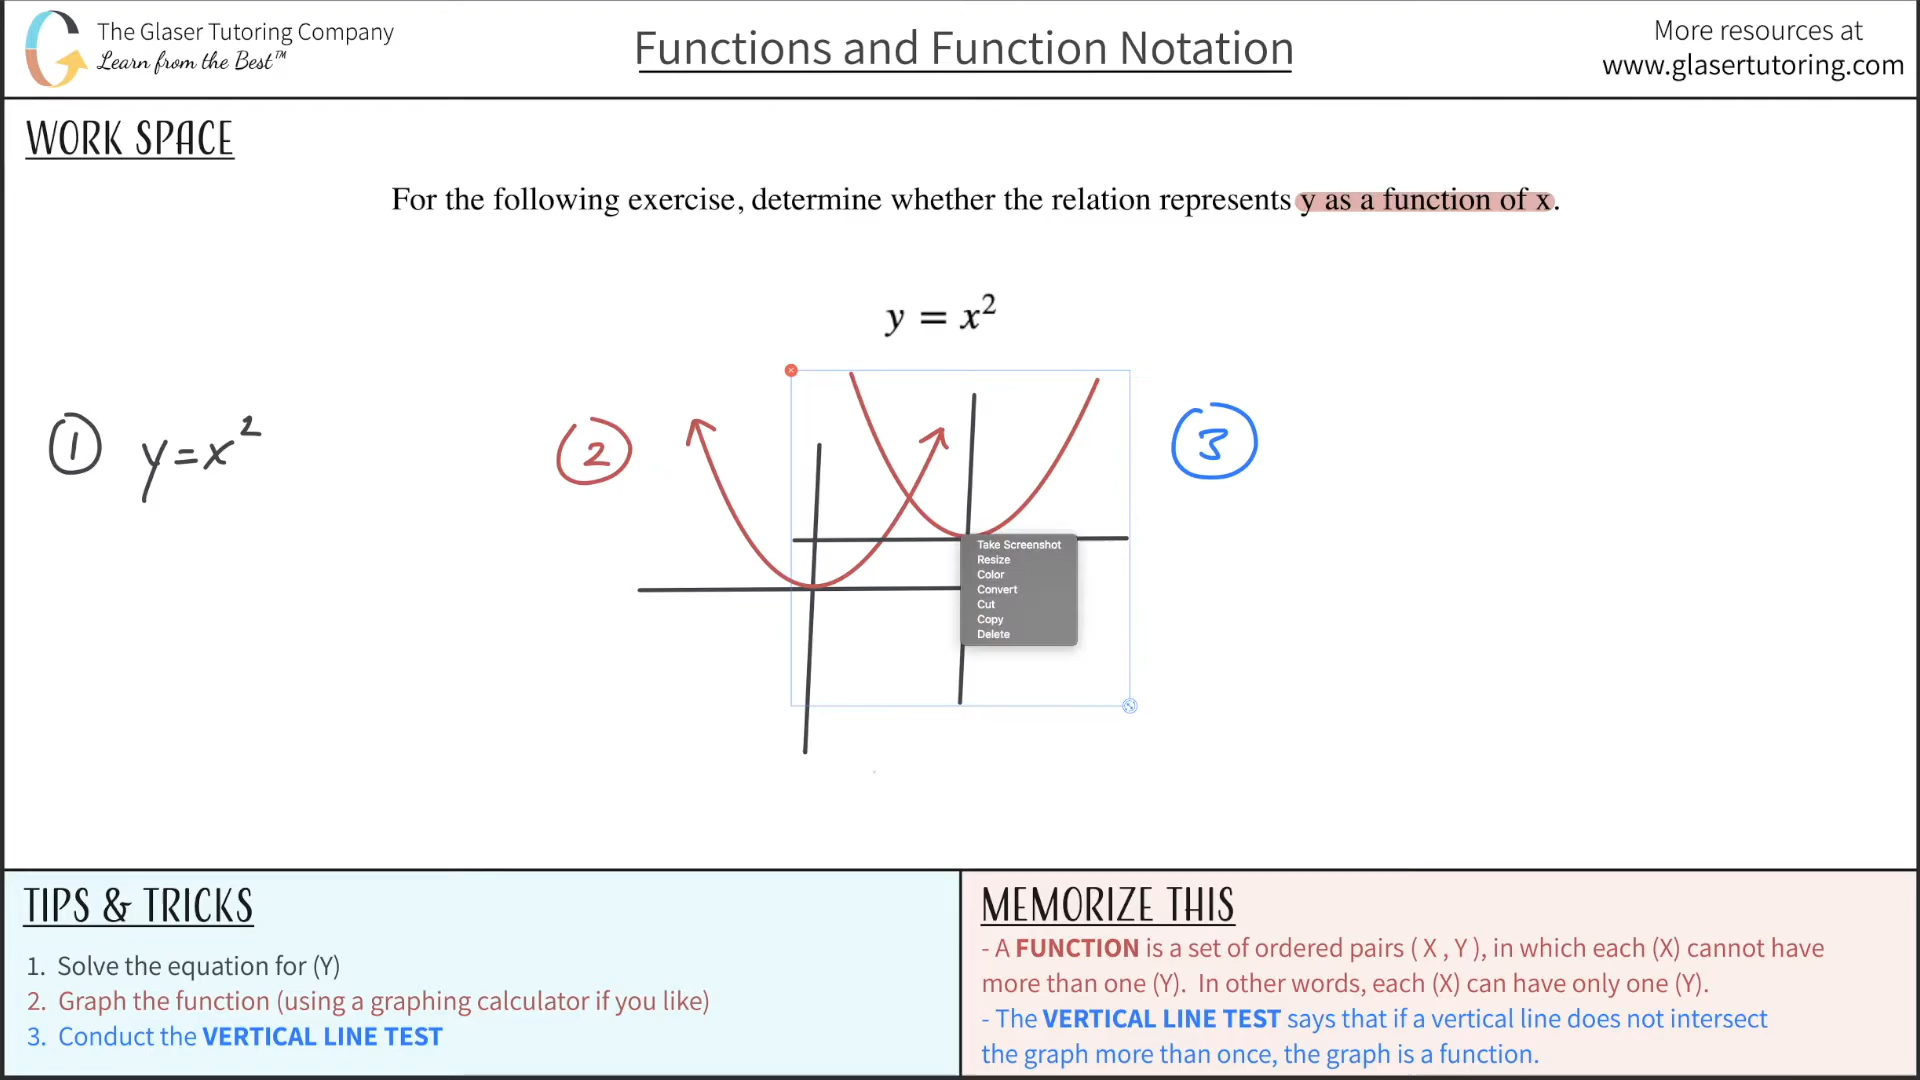 The Glaser Tutoring Company
Learn from the Best™
Functions and Function Notation
More resources at
www.glasertutoring.com
WORK SPACE
For the following exercise, determine whether the relation represents y as a function of x.
y = x²
① y=x²
②
③
Take Screenshot
Resize
Color
Convert
Cut
Copy
Delete
TIPS & TRICKS
1. Solve the equation for (Y)
2. Graph the function (using a graphing calculator if you like)
3. Conduct the VERTICAL LINE TEST
MEMORIZE THIS
- A FUNCTION is a set of ordered pairs ( X , Y ), in which each (X) cannot have
more than one (Y). In other words, each (X) can have only one (Y).
- The VERTICAL LINE TEST says that if a vertical line does not intersect
the graph more than once, the graph is a function.